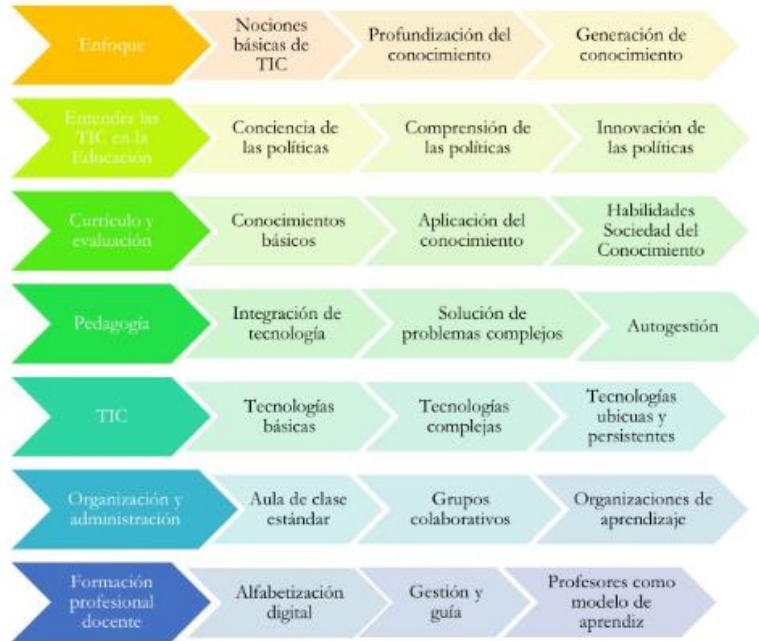 Enfoque
Nociones
básicas de
TIC
Profundización del
conocimiento
Generación de
conocimiento
Entender las
TIC en la
Educación
Conciencia de
las políticas
Comprensión de
las políticas
Innovación de
las políticas
Currículo y
evaluación
Conocimientos
básicos
Aplicación del
conocimiento
Habilidades
Sociedad del
Conocimiento
Pedagogía
Integración de
tecnología
Solución de
problemas complejos
Autogestión
TIC
Tecnologías
básicas
Tecnologías
complejas
Tecnologías
ubicuas y
persistentes
Organización y
administración
Aula de clase
estándar
Grupos
colaborativos
Organizaciones de
aprendizaje
Formación
profesional
docente
Alfabetización
digital
Gestión y
guía
Profesores como
modelo de
aprendiz